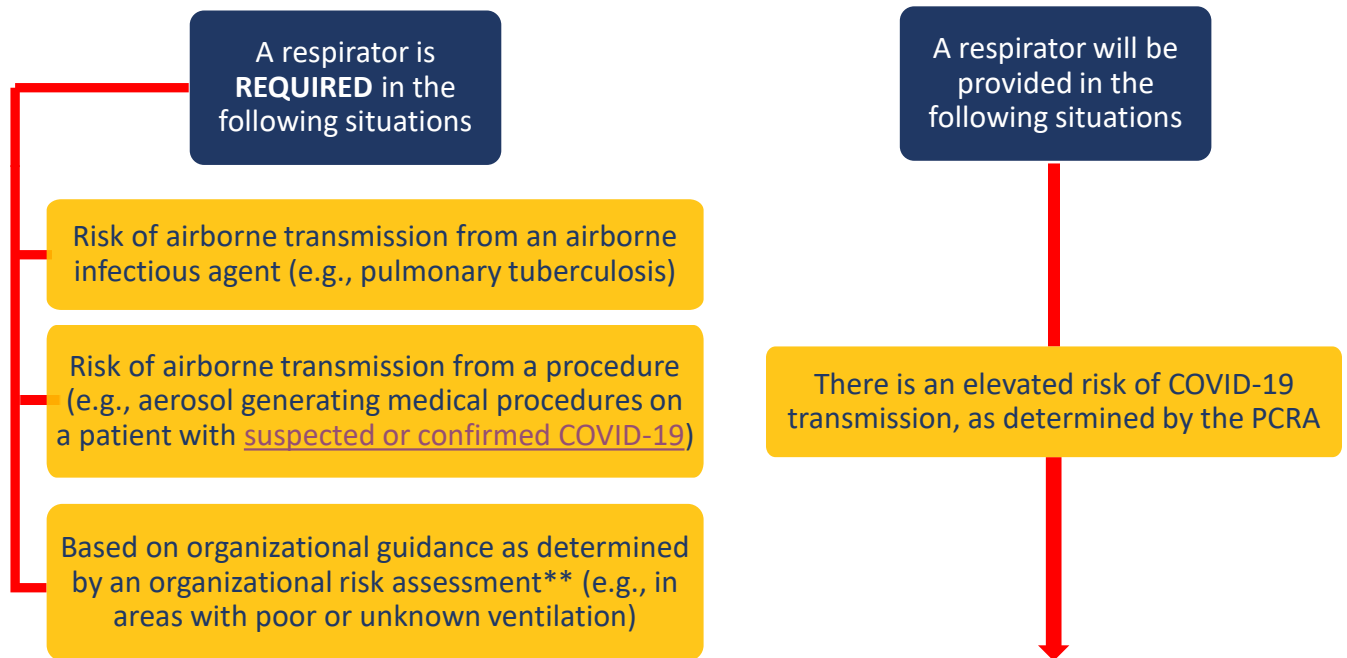 A respirator is
REQUIRED in the
following situations
Risk of airborne transmission from an airborne
infectious agent (e.g., pulmonary tuberculosis)
Risk of airborne transmission from a procedure
(e.g., aerosol generating medical procedures on
a patient with suspected or confirmed COVID-19)
Based on organizational guidance as determined
by an organizational risk assessment** (e.g., in
areas with poor or unknown ventilation)
A respirator will be
provided in the
following situations
There is an elevated risk of COVID-19
transmission, as determined by the PCRA